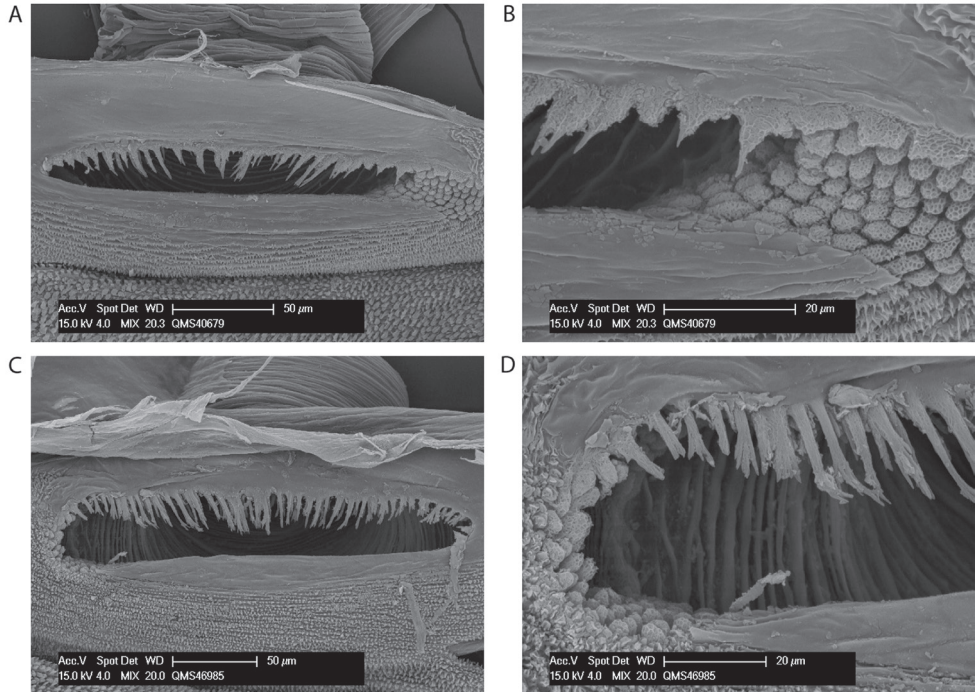 A
B
Acc.V Spot Det WD 50 µm
15.0 kV 4.0 MIX 20.3 QMS40679
Acc.V Spot Det WD 20 µm
15.0 kV 4.0 MIX 20.3 QMS40679
C
D
Acc.V Spot Det WD 50 µm
15.0 kV 4.0 MIX 20.0 QMS46985
Acc.V Spot Det WD 20 µm
15.0 kV 4.0 MIX 20.0 QMS46985